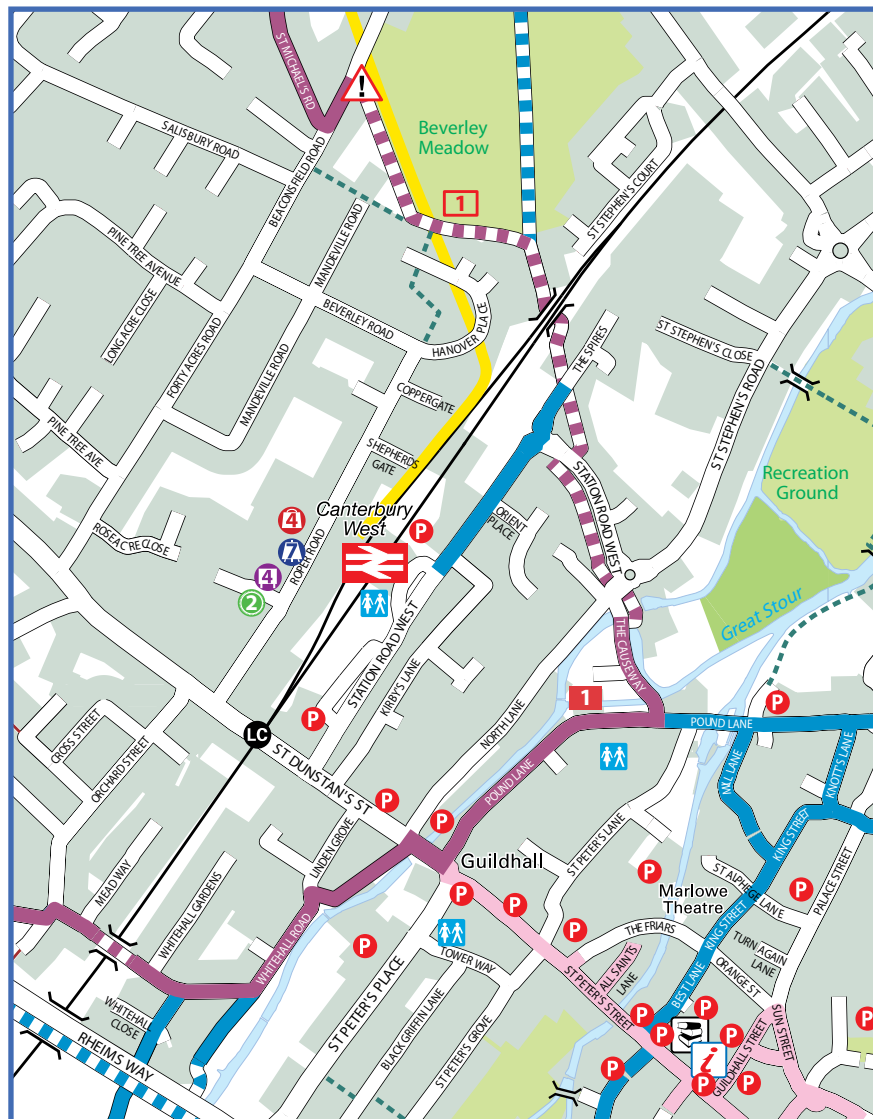 ST MICHAEL'S RD
!
SALISBURY ROAD
BEACONSFIELD ROAD
Beverley
Meadow
1
ST STEPHEN'S COURT
PINE TREE AVENUE
MANDEVILLE ROAD
LONG ACRE CLOSE
FORTY ACRES ROAD
BEVERLEY ROAD
HANOVER PLACE
THE SPIRES
ST STEPHEN'S CLOSE
MANDEVILLE ROAD
COPPERGATE
ST STEPHEN'S ROAD
PINE TREE AVE
SHEPHERDS
GATE
Recreation
Ground
STATION ROAD WEST
ROSEACRE CLOSE
4
Canterbury
West
P
ORIENT
PLACE
7
ROPER ROAD
4
2
Great Stour
STATION ROAD WEST
THE CAUSEWAY
KIRBY'S LANE
1
P
P
NORTH LANE
POUND LANE
CROSS STREET
ORCHARD STREET
LC
ST DUNSTAN'S ST
POUND LANE
MILL LANE
KNOTT'S LANE
P
P
KING STREET
LINDEN GROVE
ST PETER'S LANE
Guildhall
MEAD WAY
P
P
ST ALPHEGE LANE
PALACE STREET
Marlowe
Theatre
P
P
WHITEHALL GARDENS
WHITEHALL ROAD
P
P
THE FRIARS
KING STREET
TURN AGAIN
LANE
TOWER WAY
ST PETER'S PLACE
ALL SAINTS
LANE
ORANGE ST
ST PETER'S STREET
BEST LANE
WHITEHALL
CLOSE
P
P
P
P
P
RHEIMS WAY
BLACK GRIFFIN LANE
ST PETER'S GROVE
i
GUILDHALL STREET
SUN STREET
P
P
P